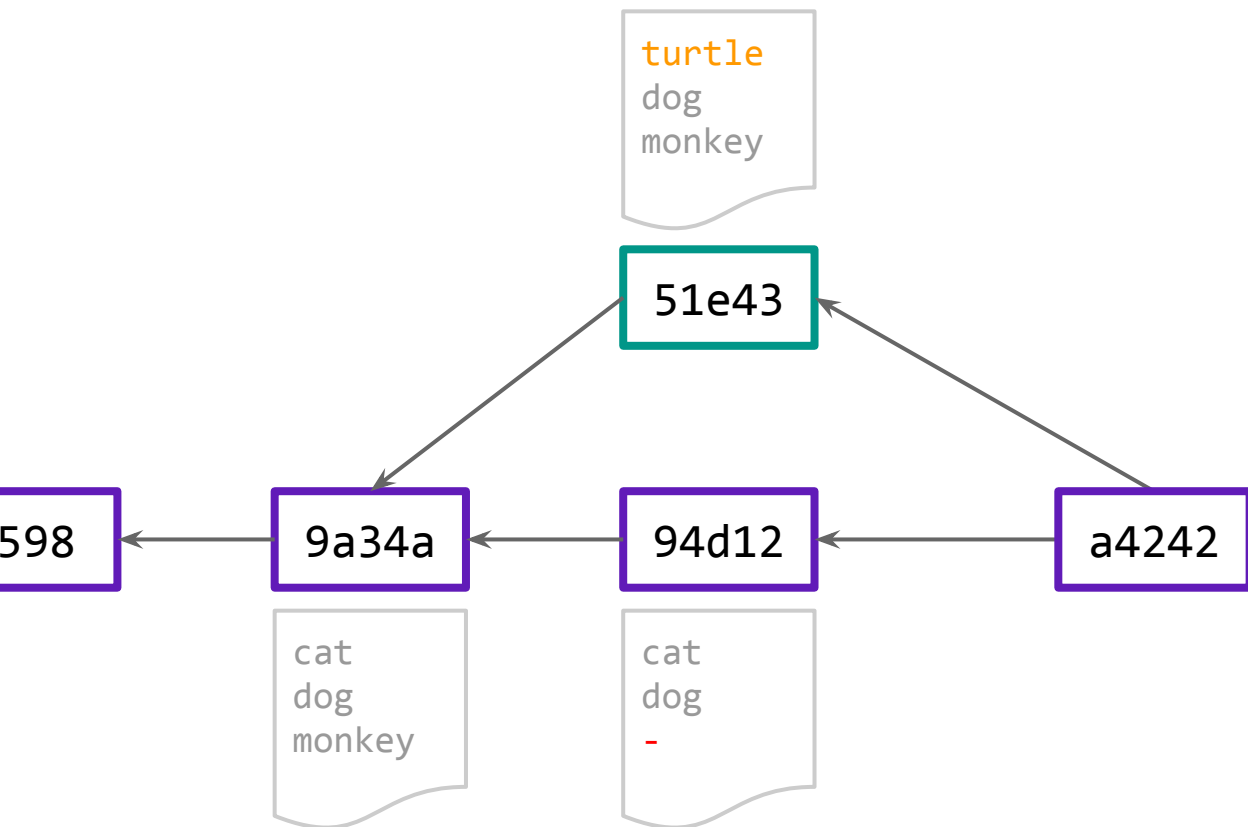 turtle
dog
monkey
51e43
598
9a34a
94d12
a4242
cat
dog
monkey
cat
dog
-